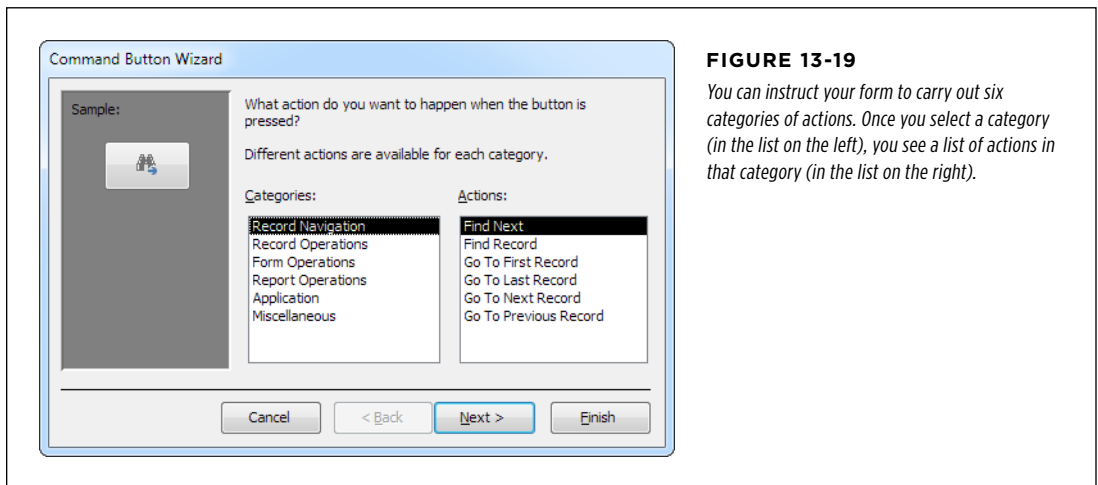 Command Button Wizard
Sample:
What action do you want to happen when the button is
pressed?
Different actions are available for each category.
Categories:
Record Navigation
Record Operations
Form Operations
Report Operations
Application
Miscellaneous
Actions:
Find Next
Find Record
Go To First Record
Go To Last Record
Go To Next Record
Go To Previous Record
Cancel
< Back
Next >
Finish
FIGURE 13-19
You can instruct your form to carry out six
categories of actions. Once you select a category
(in the list on the left), you see a list of actions in
that category (in the list on the right).